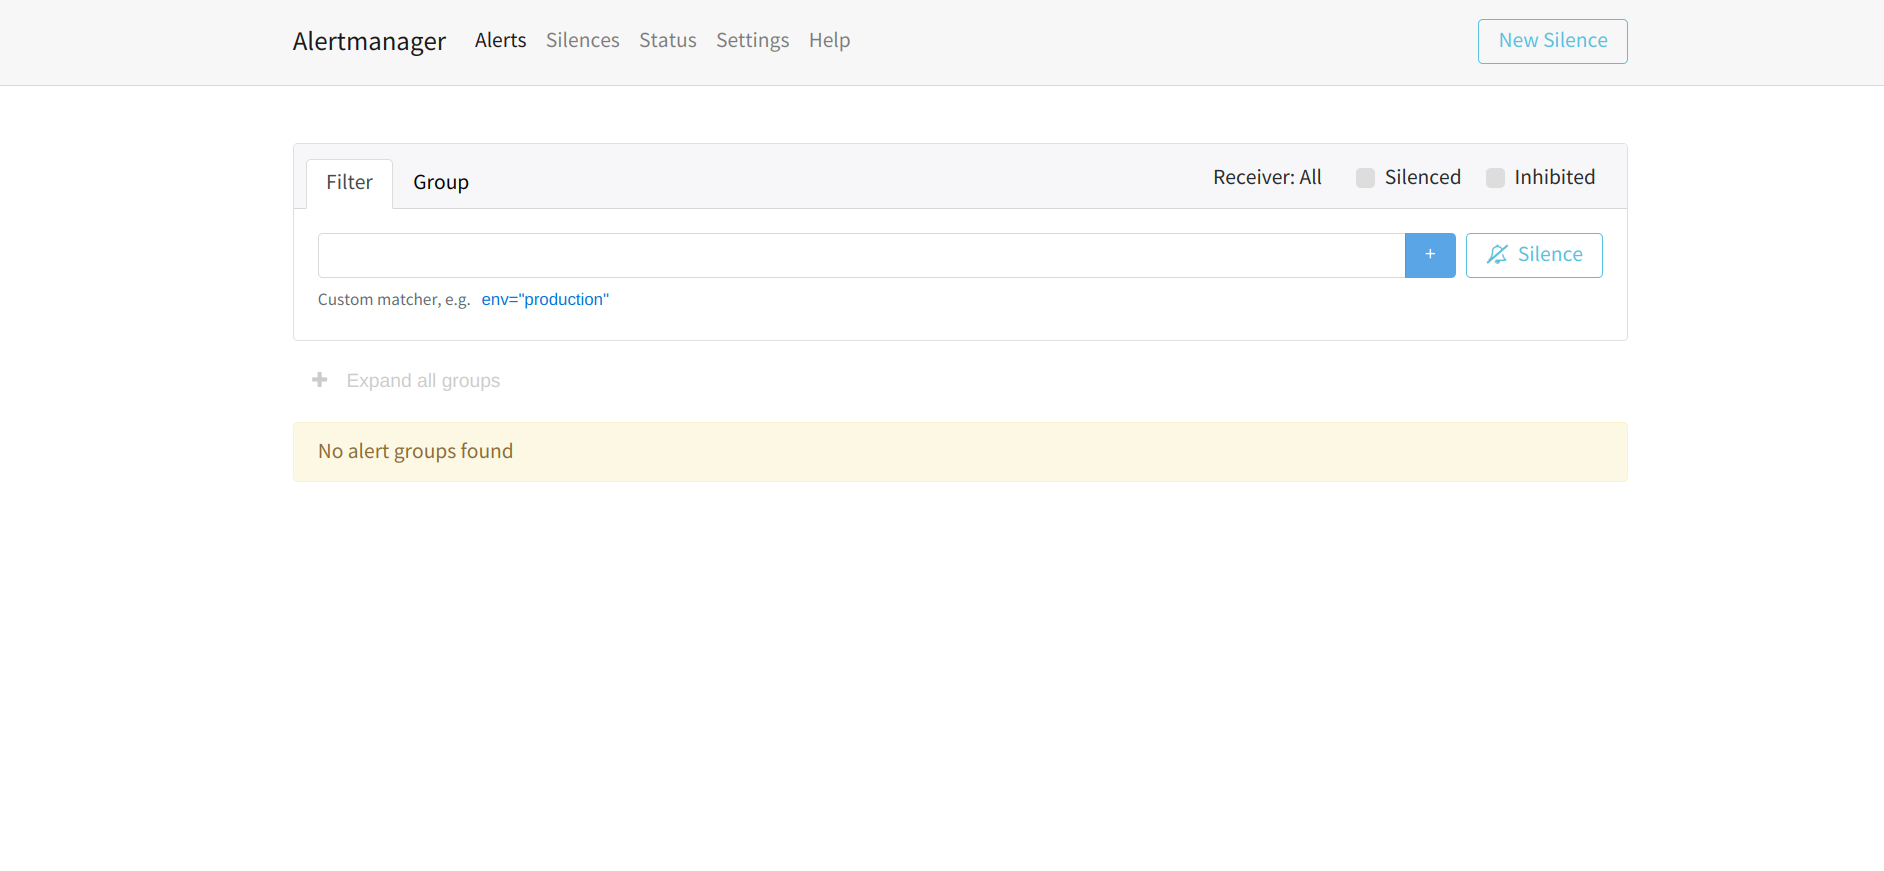 Alertmanager Alerts Silences Status Settings Help New Silence
Filter Group Receiver: All Silenced Inhibited
+ Silence
Custom matcher, e.g. env="production"
Expand all groups
No alert groups found